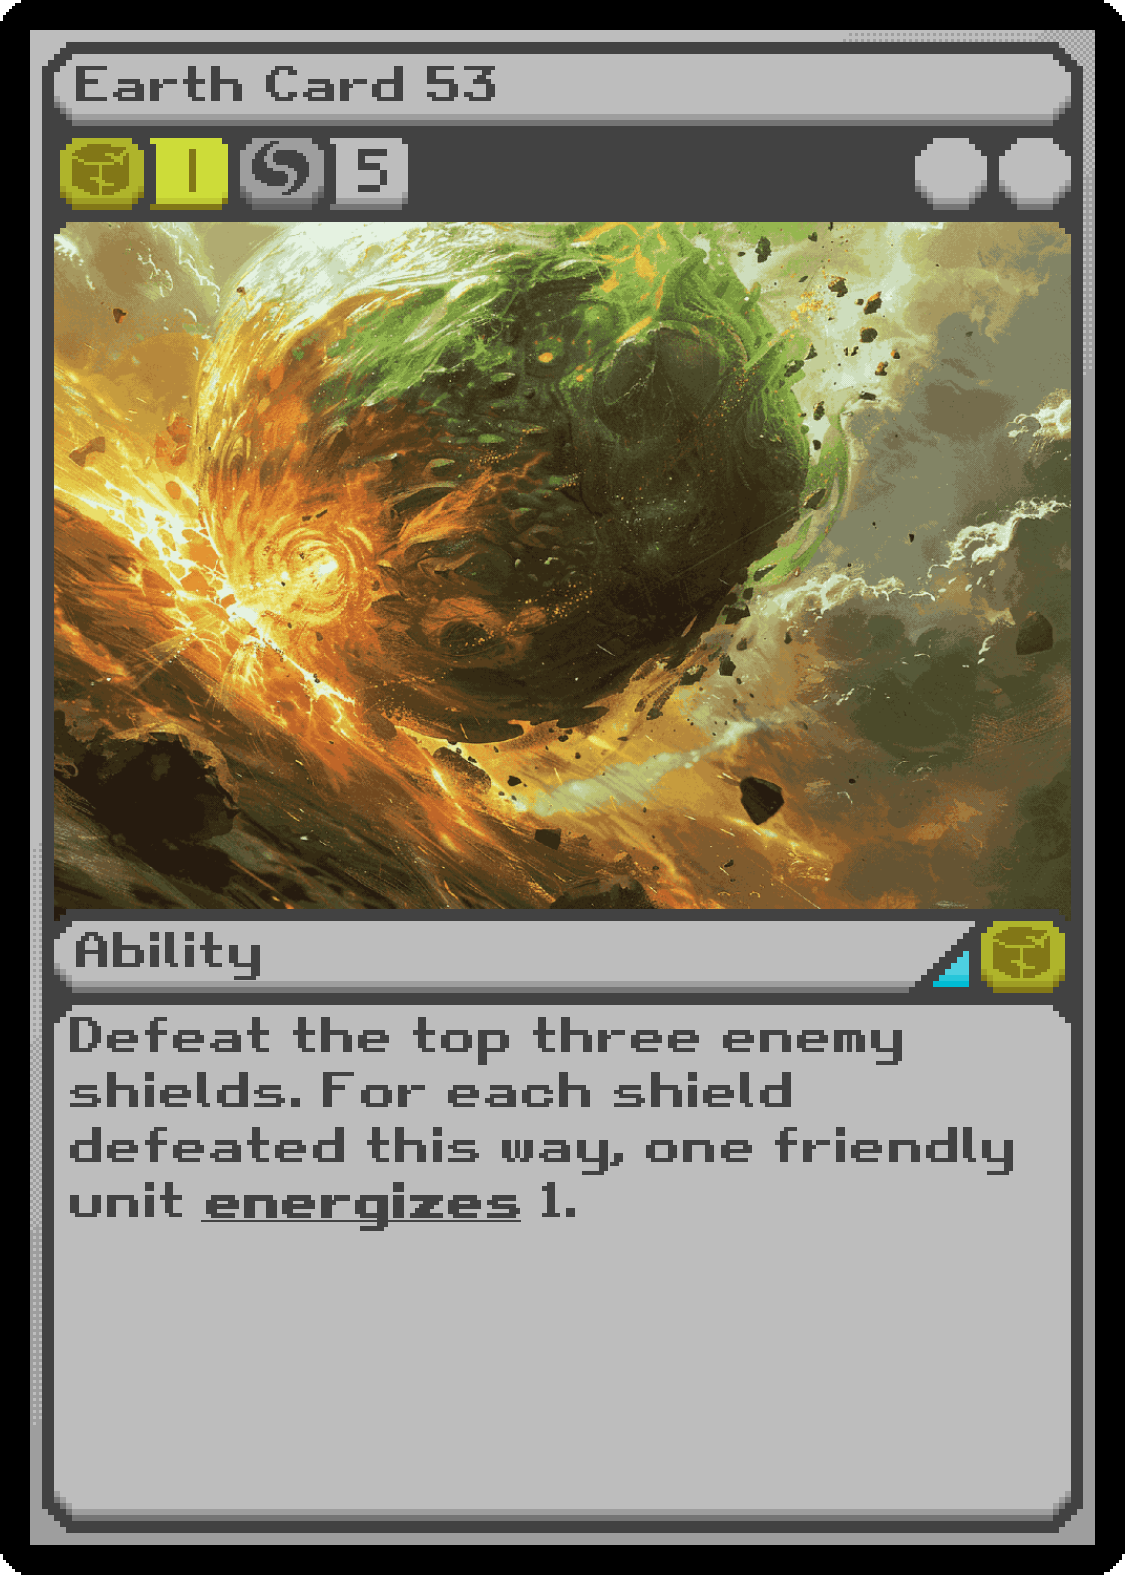 Earth Card 53
1 5
Ability
Defeat the top three enemy
shields. For each shield
defeated this way, one friendly
unit energizes 1.